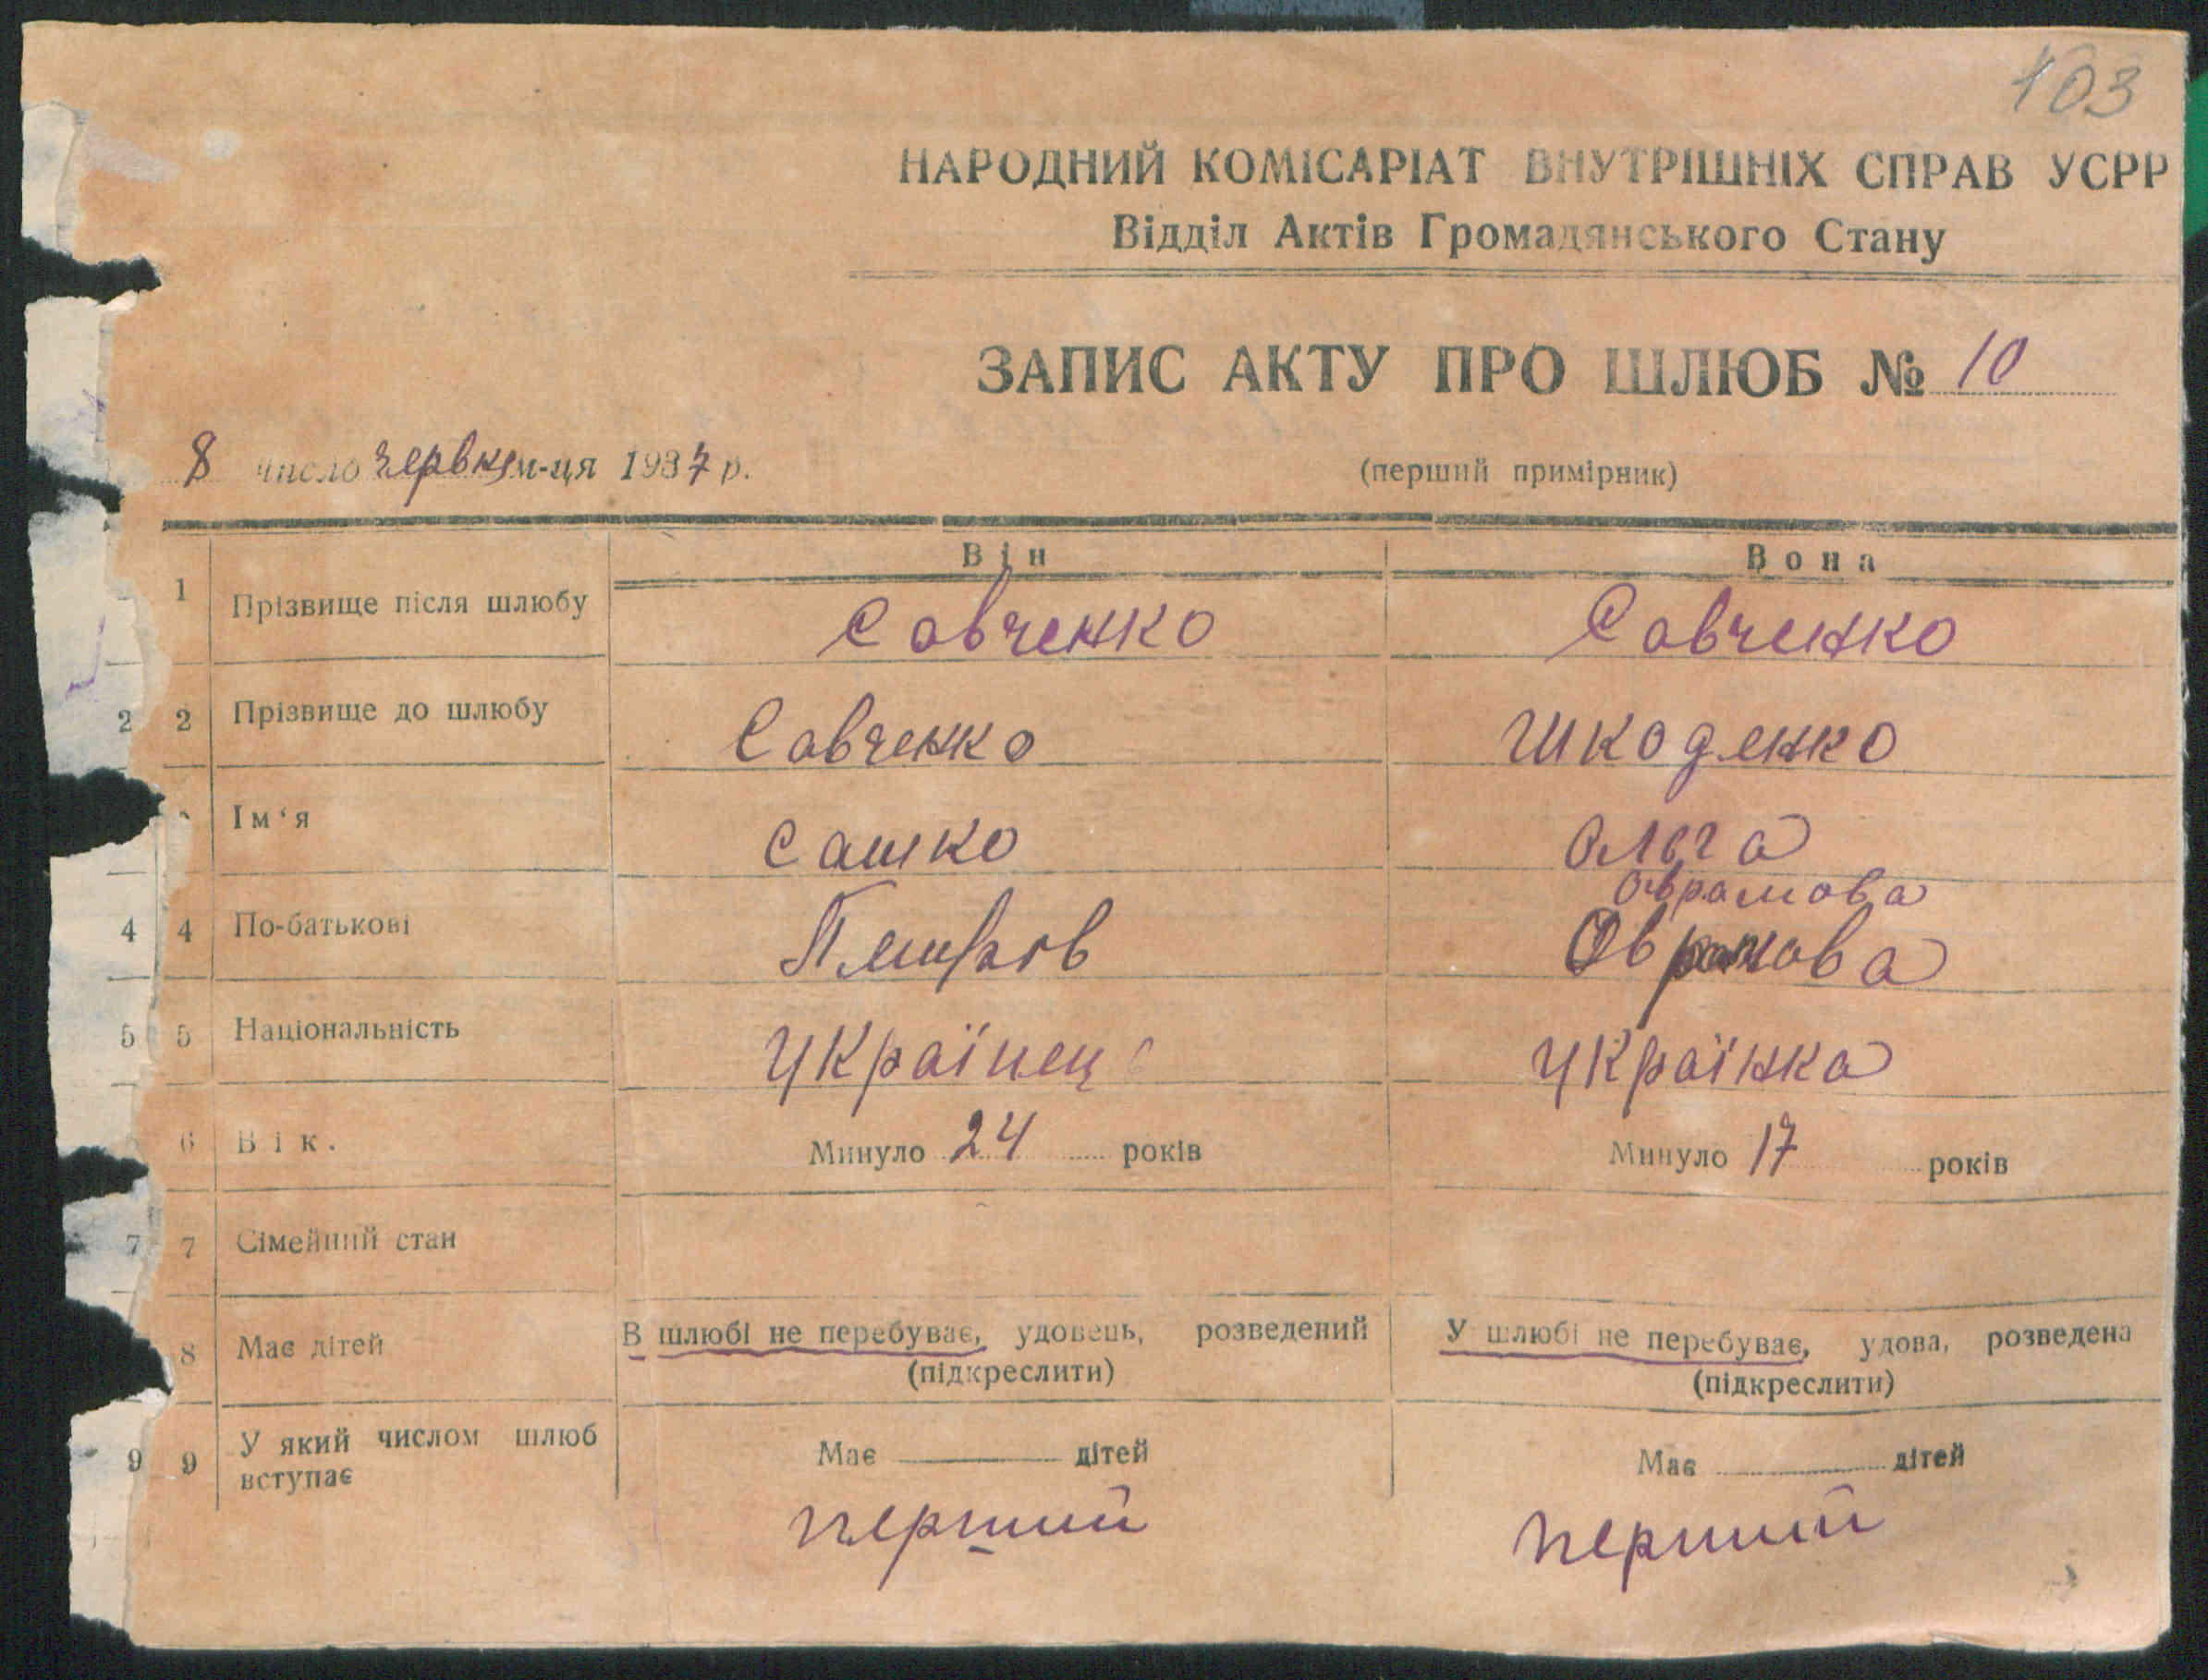 103
НАРОДНИЙ КОМІСАРІАТ ВНУТРІШНІХ СПРАВ УСРР
Відділ Актів Громадянського Стану
ЗАПИС АКТУ ПРО ШЛЮБ № 10
8 число червня м-ця 1937 р.
(перший примірник)
Він Вона
1 Прізвище після шлюбу Савченко Савченко
2 2 Прізвище до шлюбу Савченко Шкоденко
Ім‘я Сашко Ольга
Оврамова
4 4 По-батькові Оврамова
5 5 Національність Українець Українка
6 Вік. Минуло 24 років Минуло 17 років
7 7 Сімейний стан
8 Має дітей В шлюбі не перебуває, удовець, розведений У шлюбі не перебуває, удова, розведена
(підкреслити) (підкреслити)
9 9 У який числом шлюб вступає Має дітей Має дітей
перший перший